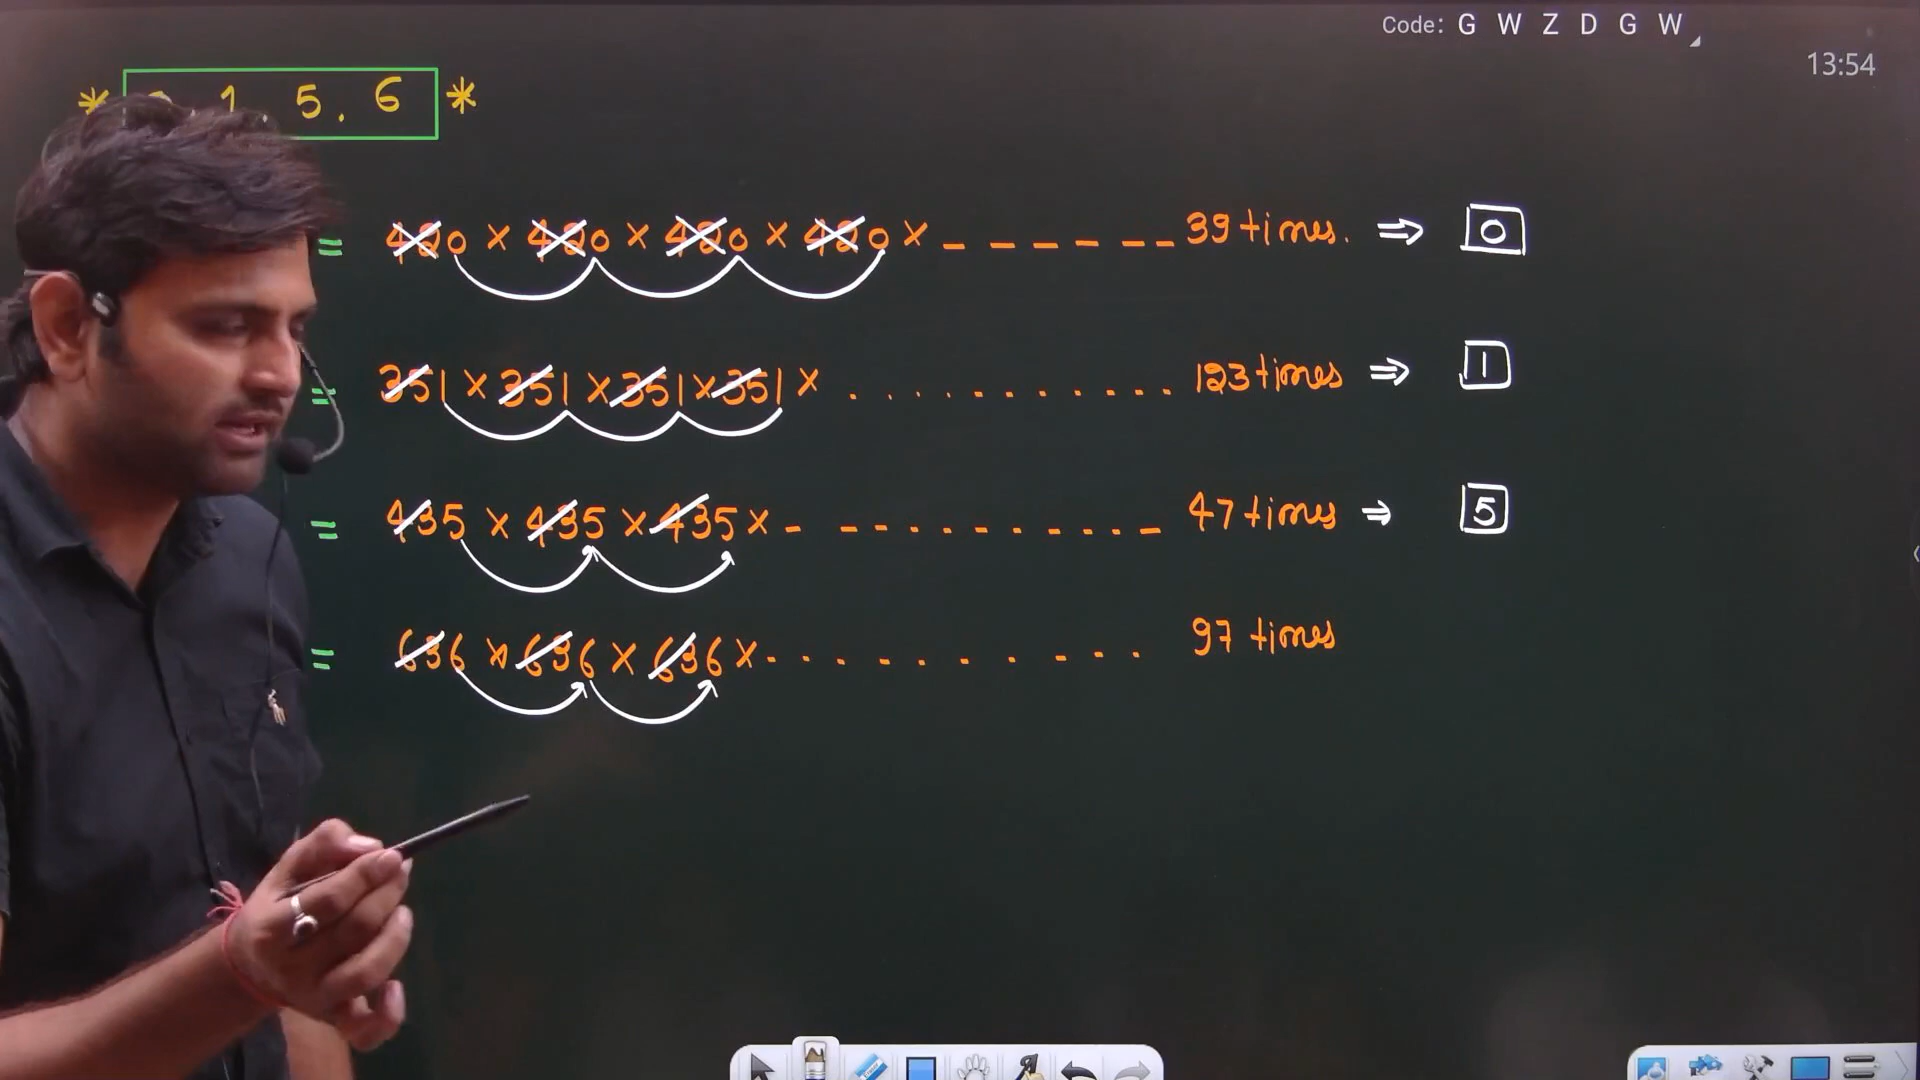 Code: G W Z D G W
13:54
* 1. 5. 6 *
= 420 × 420 × 420 × 420 × _ _ _ _ _ _ 39 times. ⇒ 0
= 351 × 351 × 351 × 351 × . . . . . . . . . . . 123 times ⇒ 1
= 435 × 435 × 435 × - - - - - - - - - - - 47 times ⇒ 5
= 636 × 636 × 636 × . . . . . . . . . . . 97 times